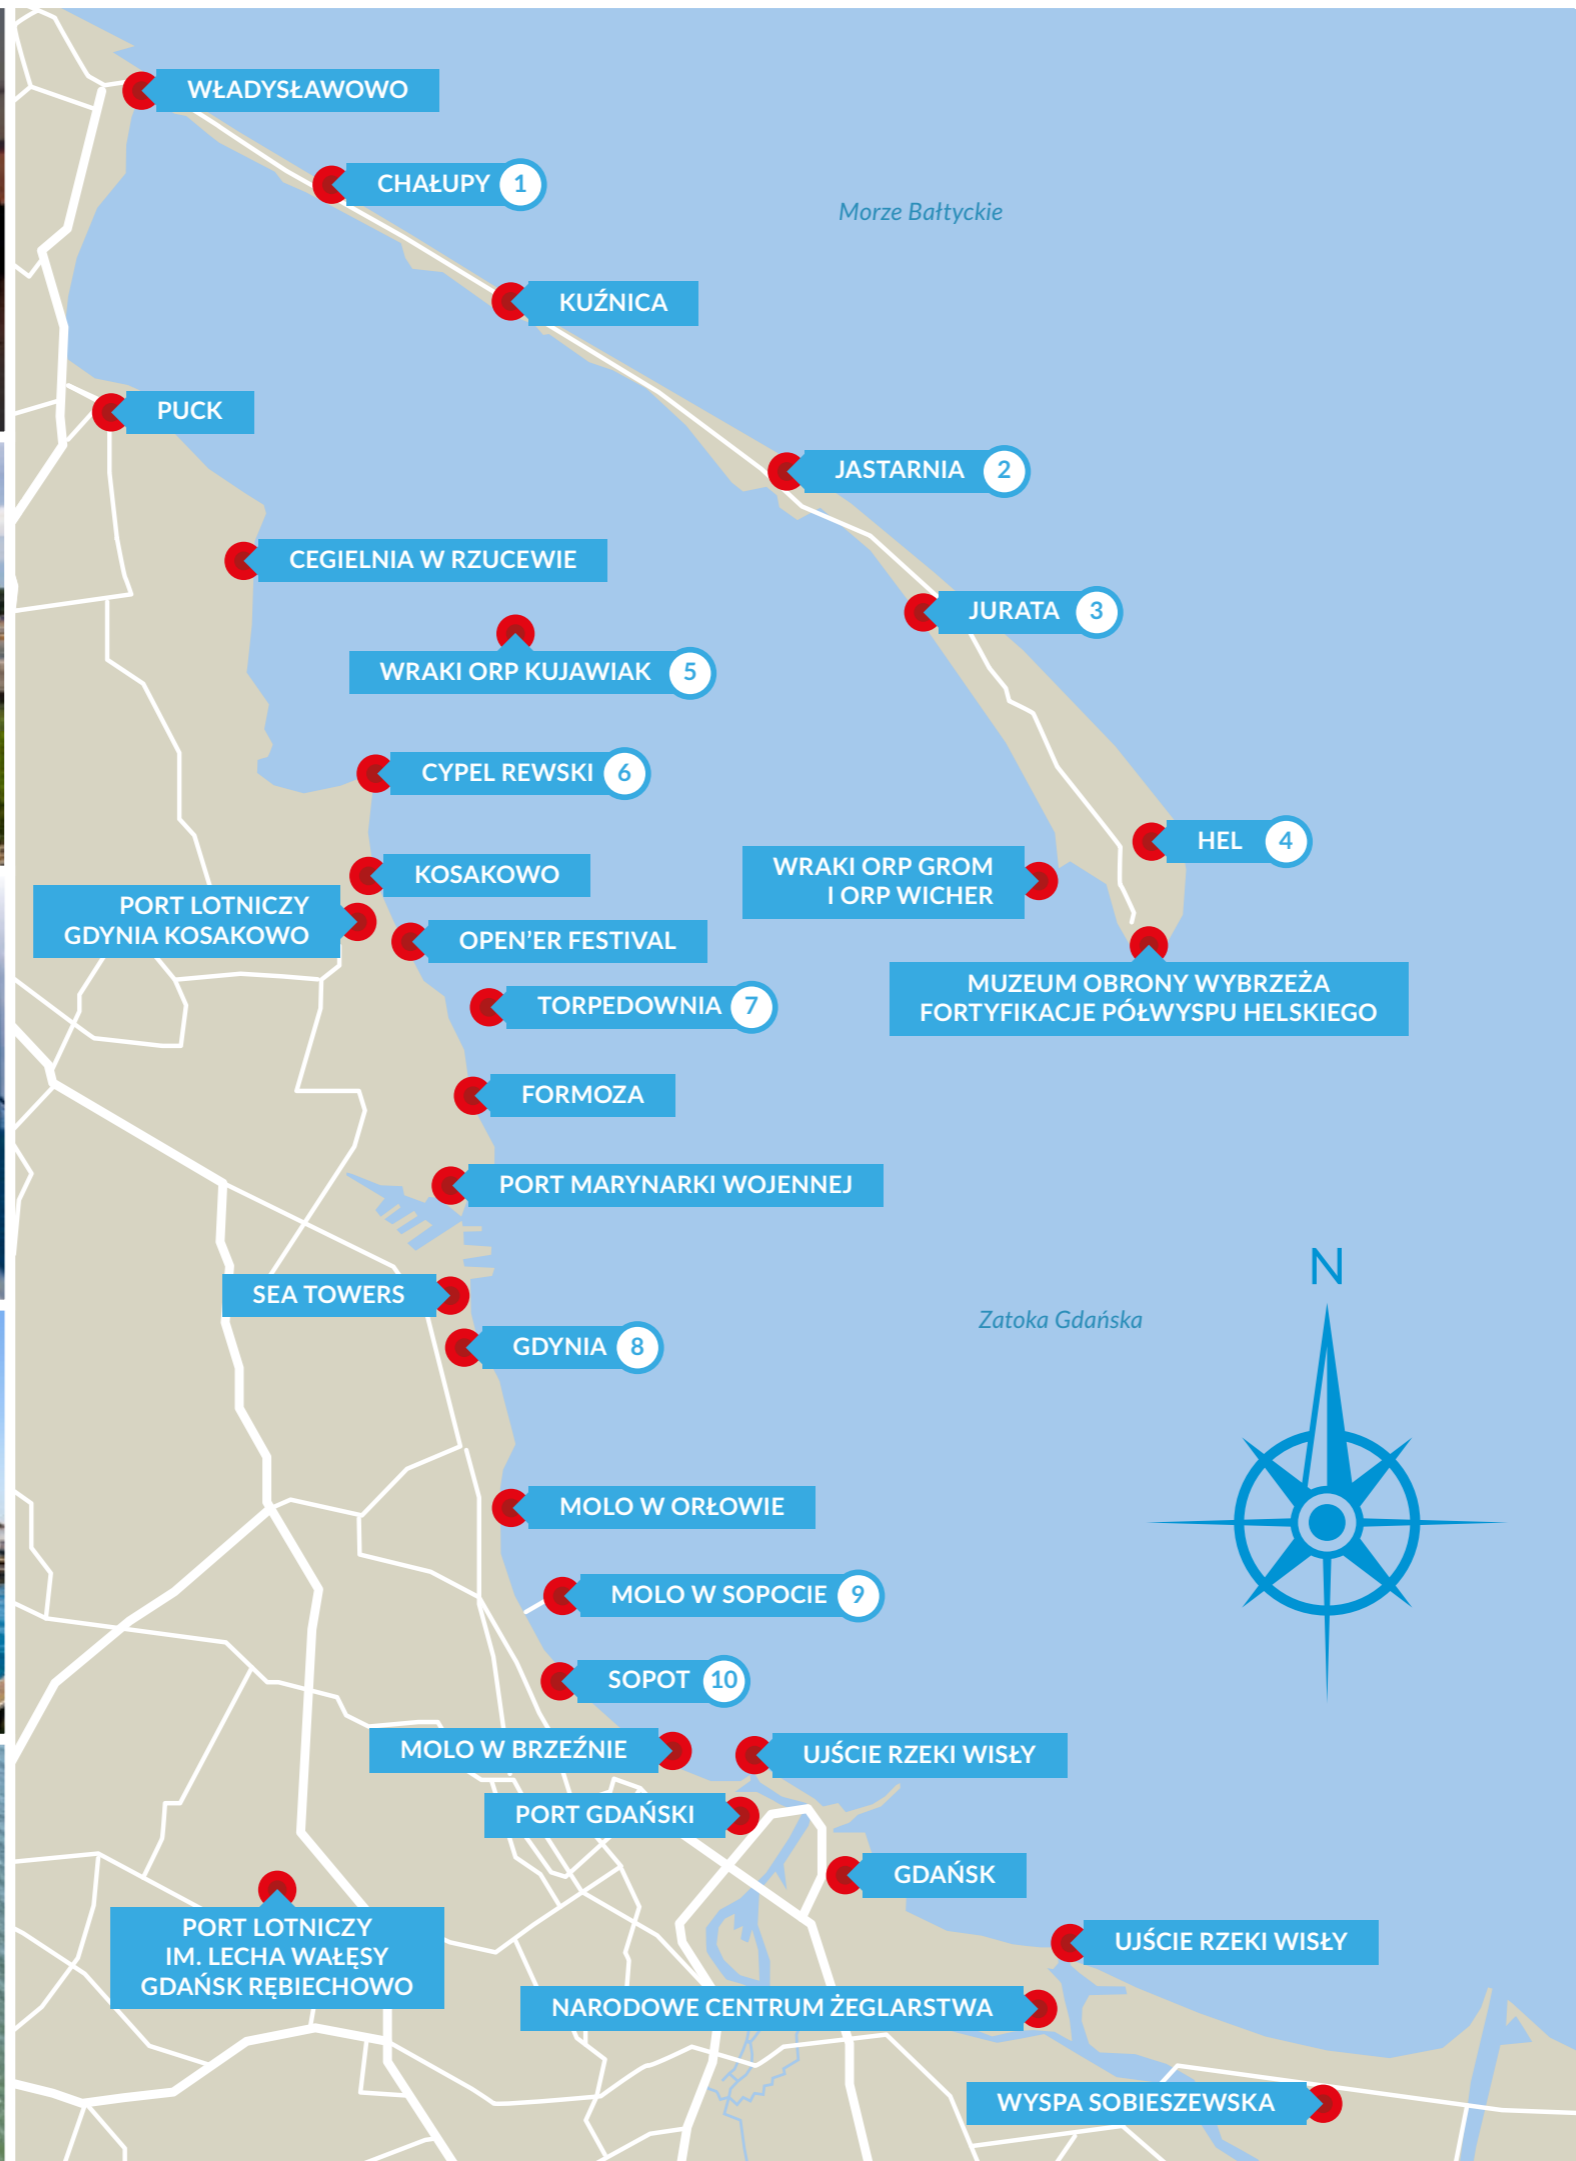 WŁADYSŁAWOWO
CHAŁUPY 1
Morze Bałtyckie
KUŹNICA
PUCK
JASTARNIA 2
CEGIELNIA W RZUCEWIE
JURATA 3
WRAKI ORP KUJAWIAK 5
CYPEL REWSKI 6
HEL 4
WRAKI ORP GROM
I ORP WICHER
KOSAKOWO
PORT LOTNICZY
GDYNIA KOSAKOWO
OPEN'ER FESTIVAL
MUZEUM OBRONY WYBRZEŻA
FORTYFIKACJE PÓŁWYSPU HELSKIEGO
TORPEDOWNIA 7
FORMOZA
PORT MARYNARKI WOJENNEJ
N
SEA TOWERS
Zatoka Gdańska
GDYNIA 8
MOLO W ORŁOWIE
MOLO W SOPOCIE 9
SOPOT 10
MOLO W BRZEŹNIE
UJŚCIE RZEKI WISŁY
PORT GDAŃSKI
GDAŃSK
PORT LOTNICZY
IM. LECHA WAŁĘSY
GDAŃSK RĘBIECHOWO
UJŚCIE RZEKI WISŁY
NARODOWE CENTRUM ŻEGLARSTWA
WYSPA SOBIESZEWSKA